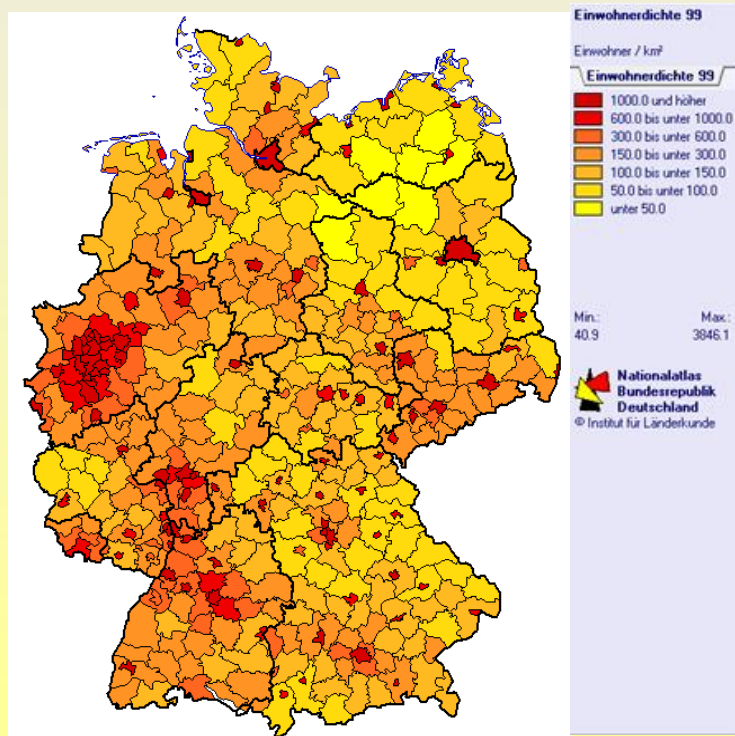 Einwohnerdichte 99
Einwohner / km²
Einwohnerdichte 99
1000.0 und höher
600.0 bis unter 1000.0
300.0 bis unter 600.0
150.0 bis unter 300.0
100.0 bis unter 150.0
50.0 bis unter 100.0
unter 50.0
Min.: Max.:
40.9 3846.1
Nationalatlas
Bundesrepublik
Deutschland
© Institut für Länderkunde